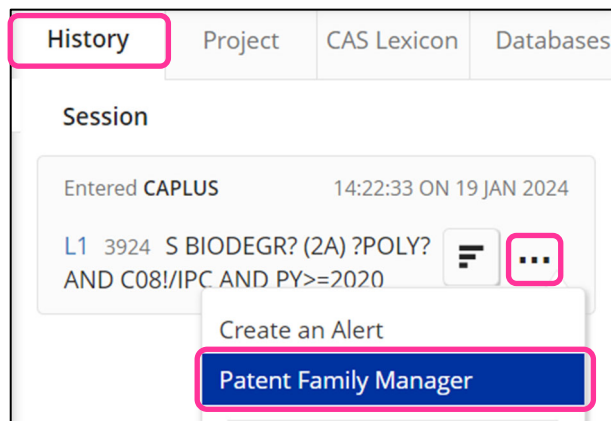 History Project CAS Lexicon Databases
Session
Entered CAPLUS 14:22:33 ON 19 JAN 2024
L1 3924 S BIODEGR? (2A) ?POLY?
AND C08!/IPC AND PY>=2020
Create an Alert
Patent Family Manager